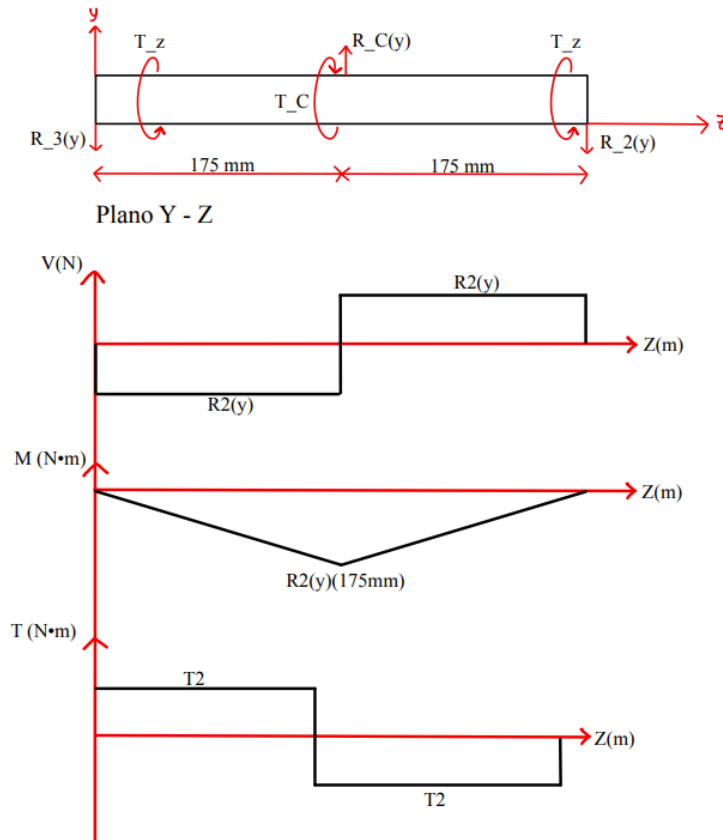 y
T_z
R_C(y)
T_z
T_C
R_3(y)
R_2(y)
z
175 mm
175 mm
Plano Y - Z
V(N)
R2(y)
Z(m)
R2(y)
M (N•m)
Z(m)
R2(y)(175mm)
T (N•m)
T2
Z(m)
T2